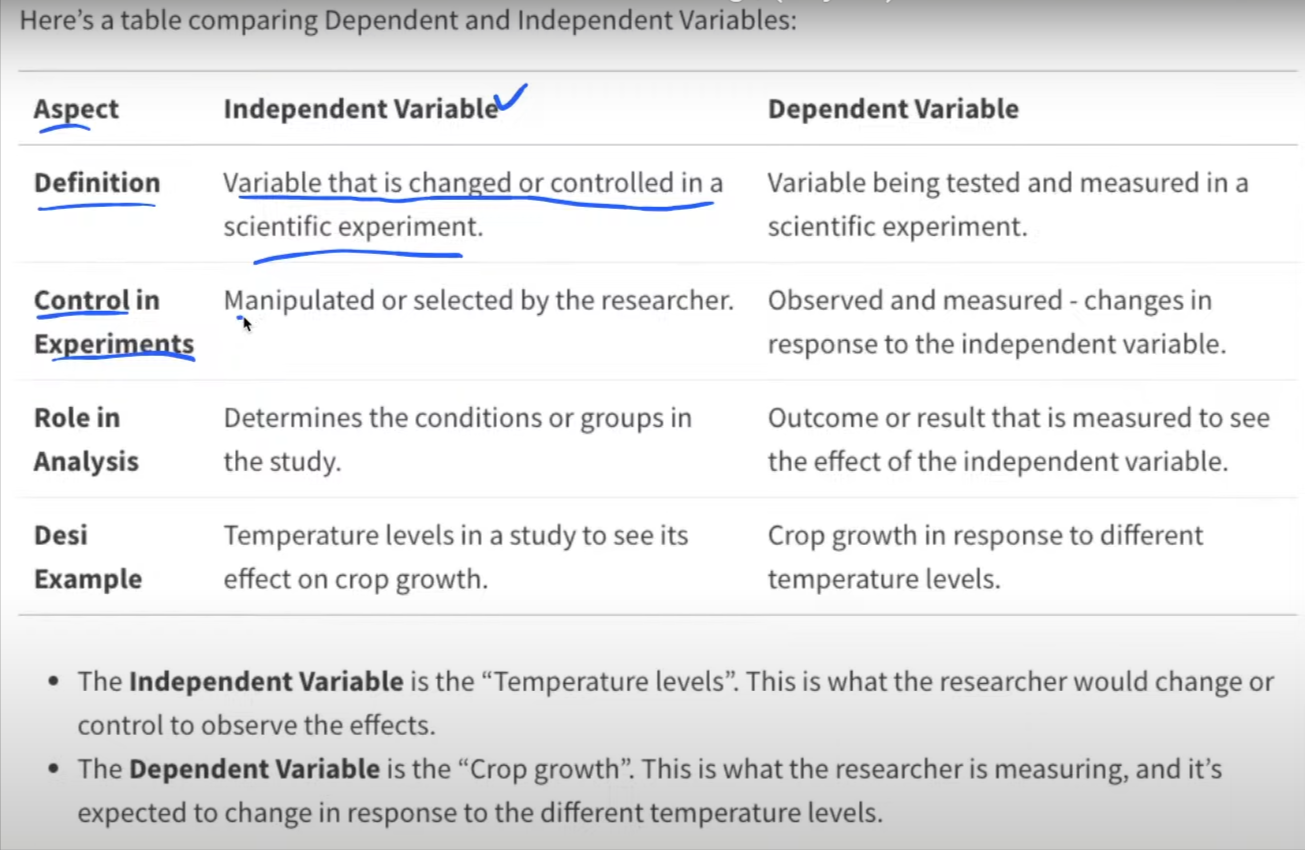 Here's a table comparing Dependent and Independent Variables:
Aspect Independent Variable Dependent Variable
Definition Variable that is changed or controlled in a Variable being tested and measured in a
scientific experiment. scientific experiment.
Control in Manipulated or selected by the researcher. Observed and measured - changes in
Experiments response to the independent variable.
Role in Determines the conditions or groups in Outcome or result that is measured to see
Analysis the study. the effect of the independent variable.
Desi Temperature levels in a study to see its Crop growth in response to different
Example effect on crop growth. temperature levels.
• The Independent Variable is the “Temperature levels”. This is what the researcher would change or
control to observe the effects.
• The Dependent Variable is the “Crop growth”. This is what the researcher is measuring, and it’s
expected to change in response to the different temperature levels.